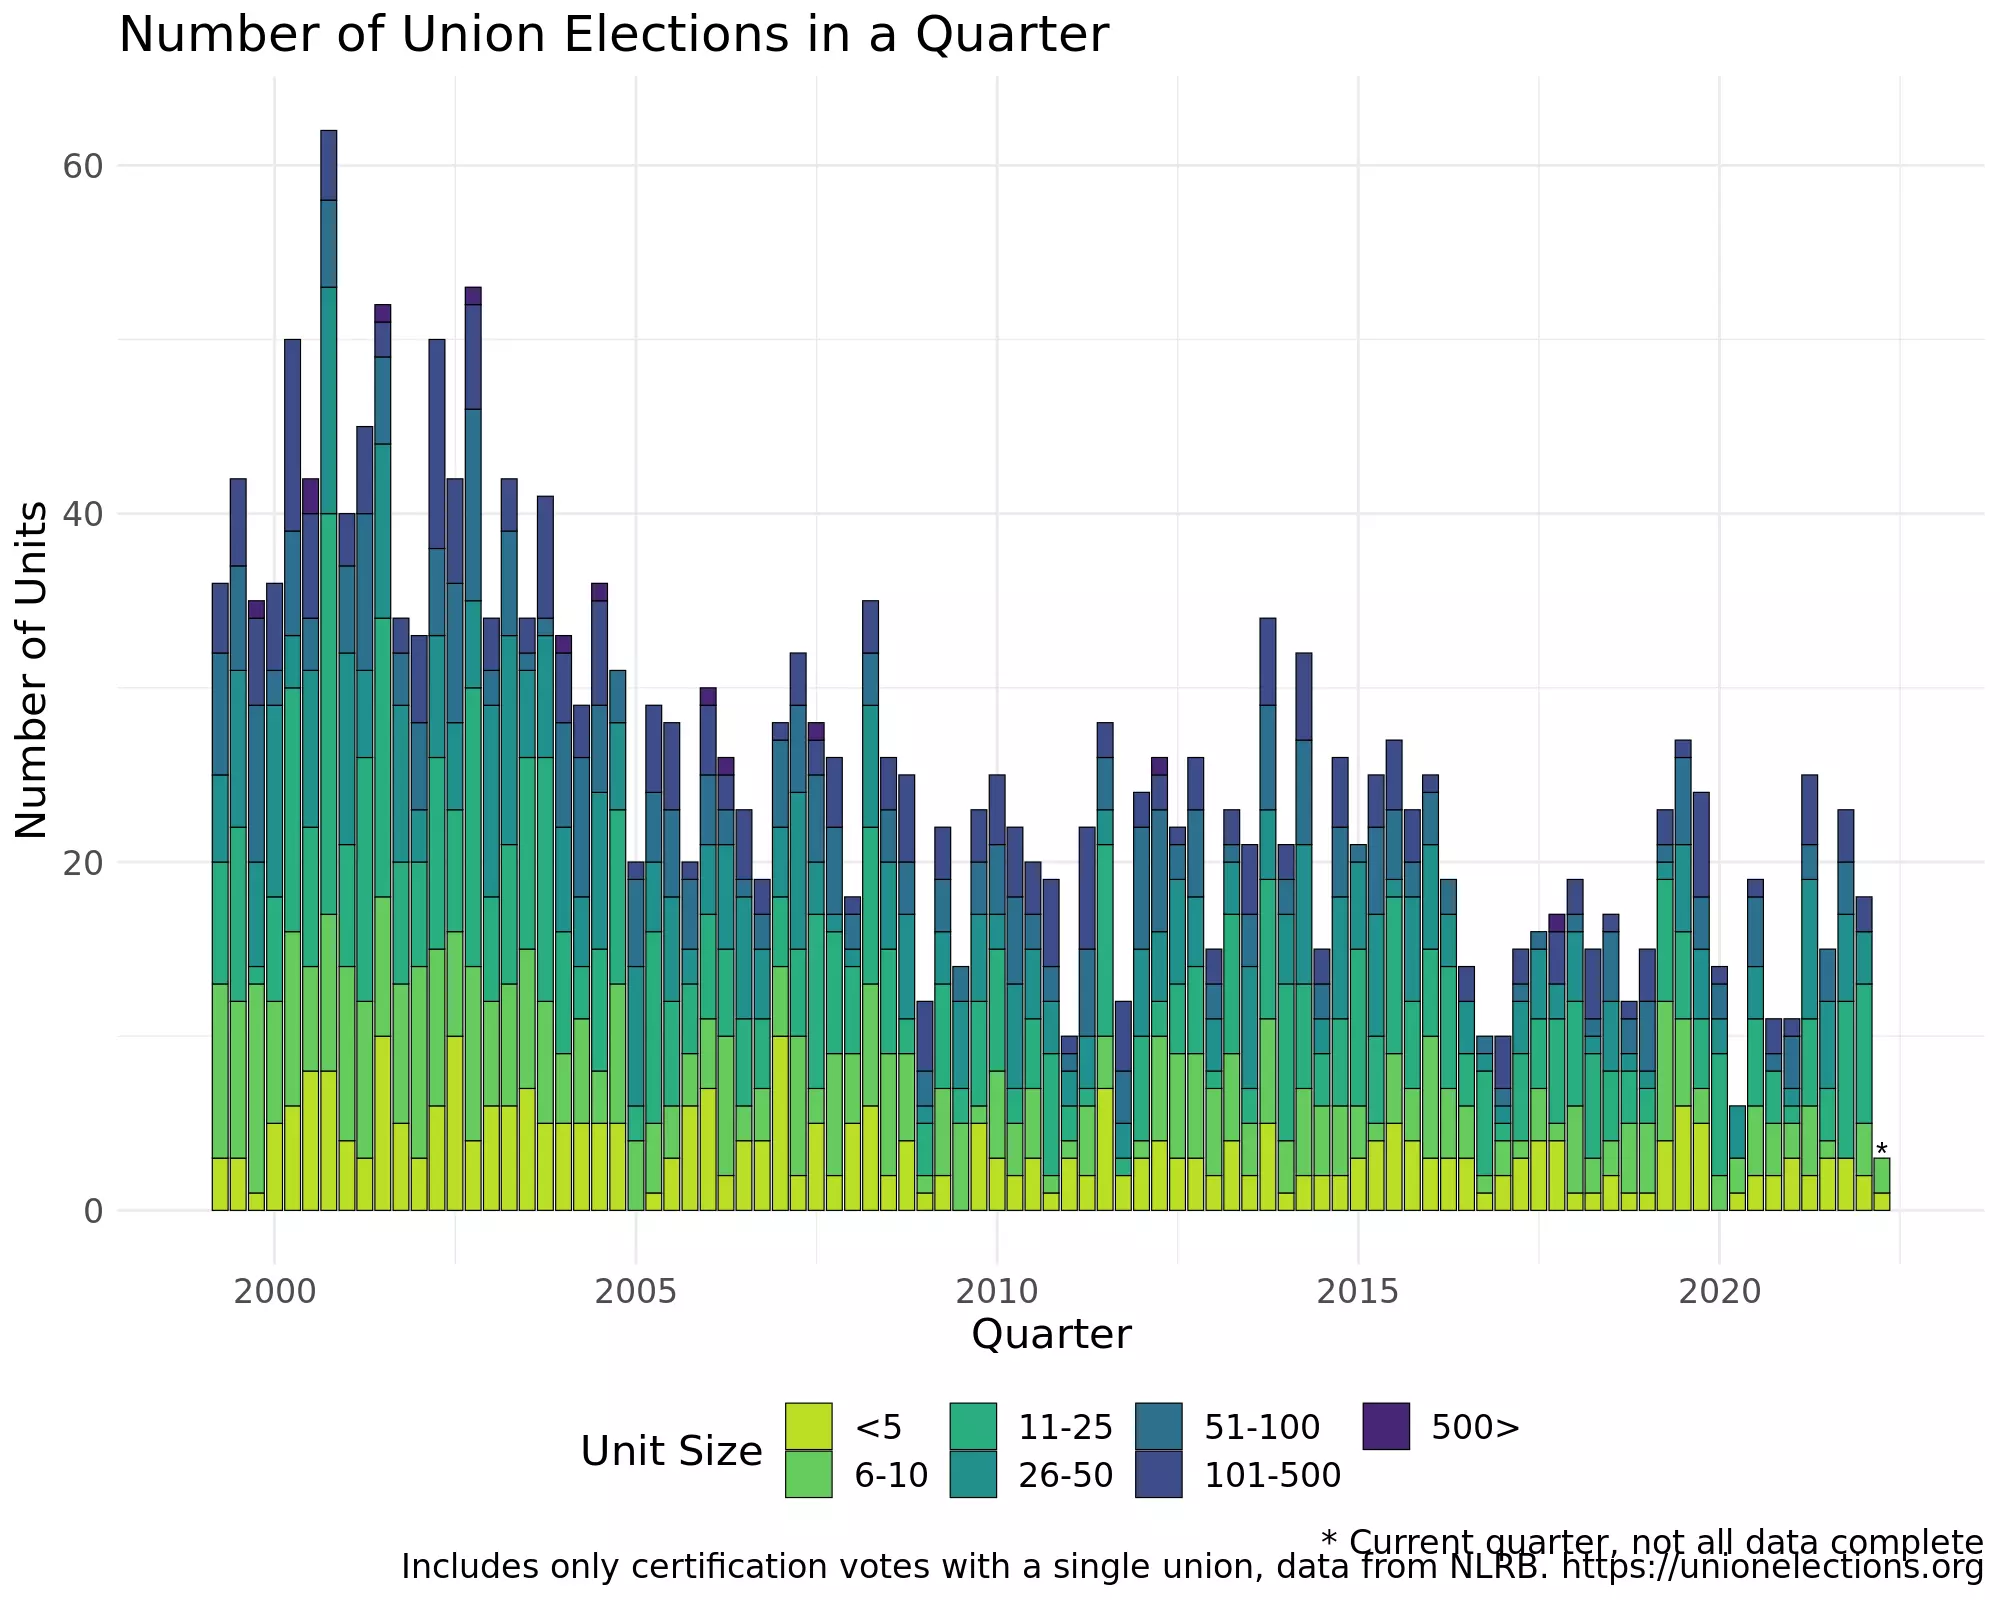 Number of Union Elections in a Quarter
Number of Units
60
40
20
0
*
2000 2005 2010 2015 2020
Quarter
Unit Size
<5 11-25 51-100 500>
6-10 26-50 101-500
* Current quarter, not all data complete
Includes only certification votes with a single union, data from NLRB. https://unionelections.org